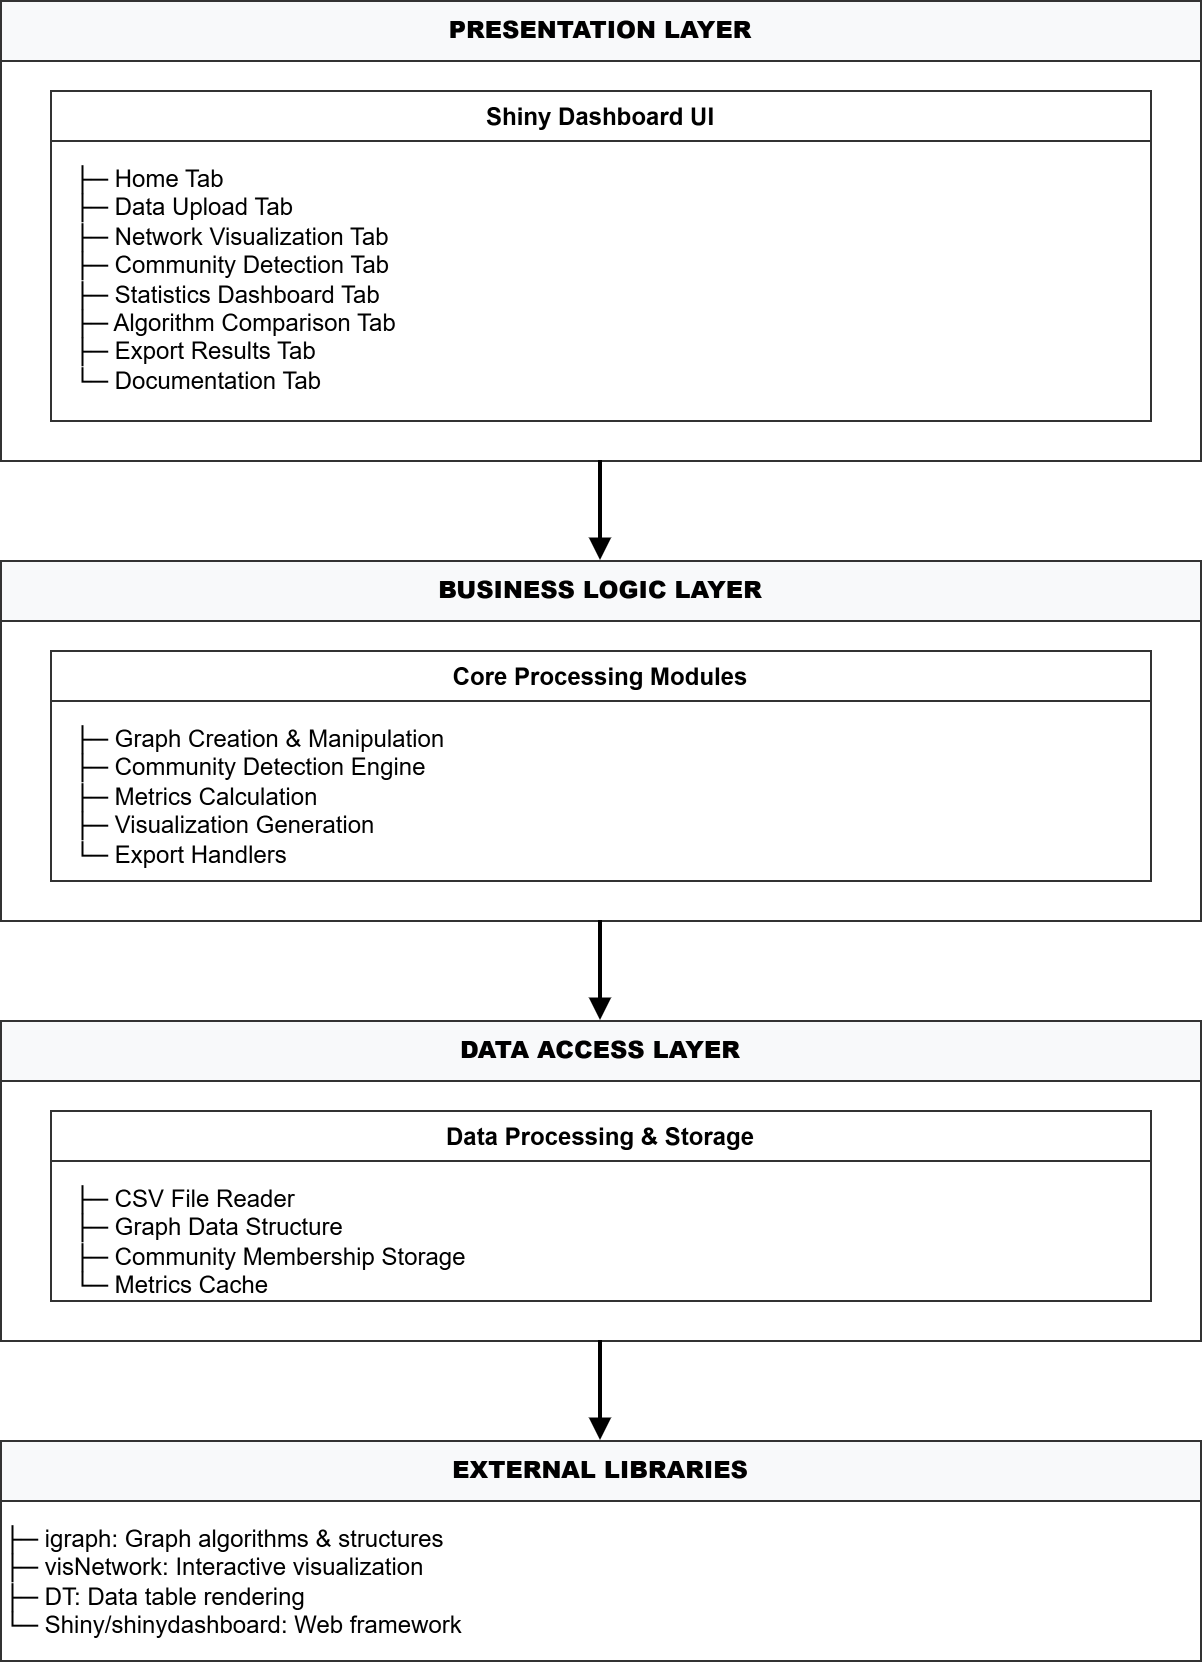 PRESENTATION LAYER
Shiny Dashboard UI
├── Home Tab
├── Data Upload Tab
├── Network Visualization Tab
├── Community Detection Tab
├── Statistics Dashboard Tab
├── Algorithm Comparison Tab
├── Export Results Tab
└── Documentation Tab
BUSINESS LOGIC LAYER
Core Processing Modules
├── Graph Creation & Manipulation
├── Community Detection Engine
├── Metrics Calculation
├── Visualization Generation
└── Export Handlers
DATA ACCESS LAYER
Data Processing & Storage
├── CSV File Reader
├── Graph Data Structure
├── Community Membership Storage
└── Metrics Cache
EXTERNAL LIBRARIES
├── igraph: Graph algorithms & structures
├── visNetwork: Interactive visualization
├── DT: Data table rendering
└── Shiny/shinydashboard: Web framework